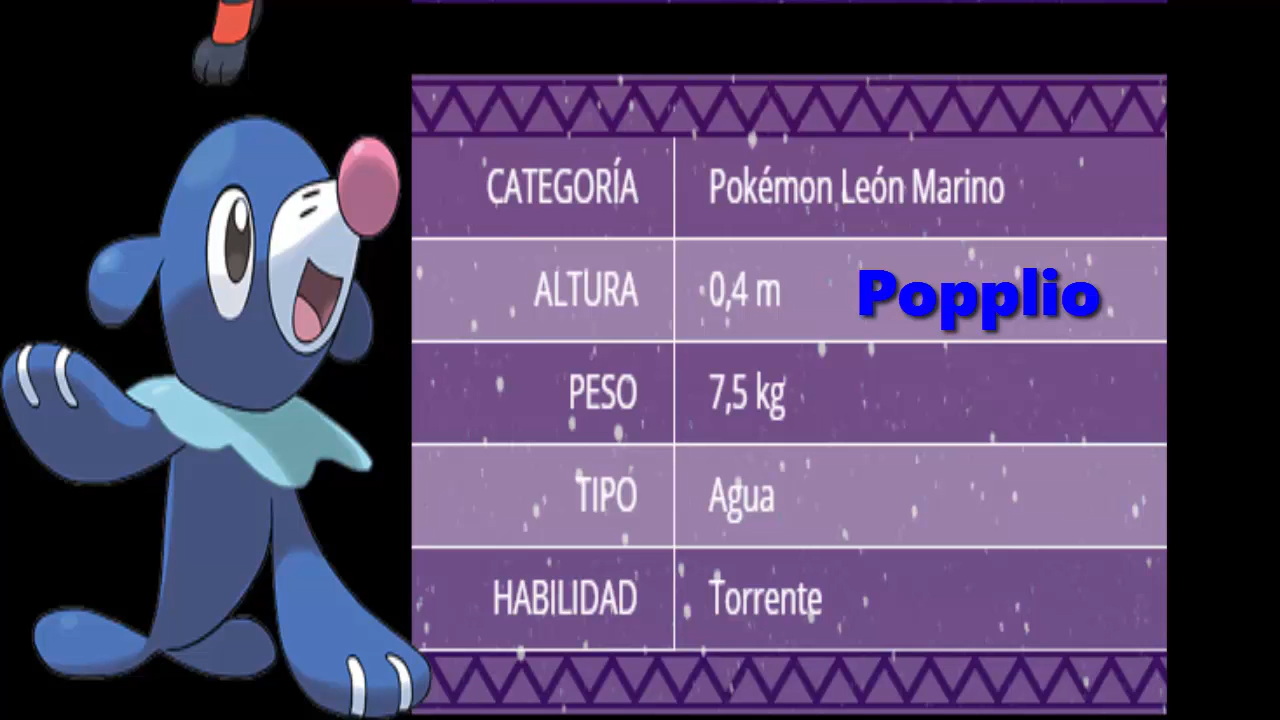 CATEGORÍA Pokémon León Marino
ALTURA 0,4 m Popplio
PESO 7,5 kg
TIPO Agua
HABILIDAD Torrente